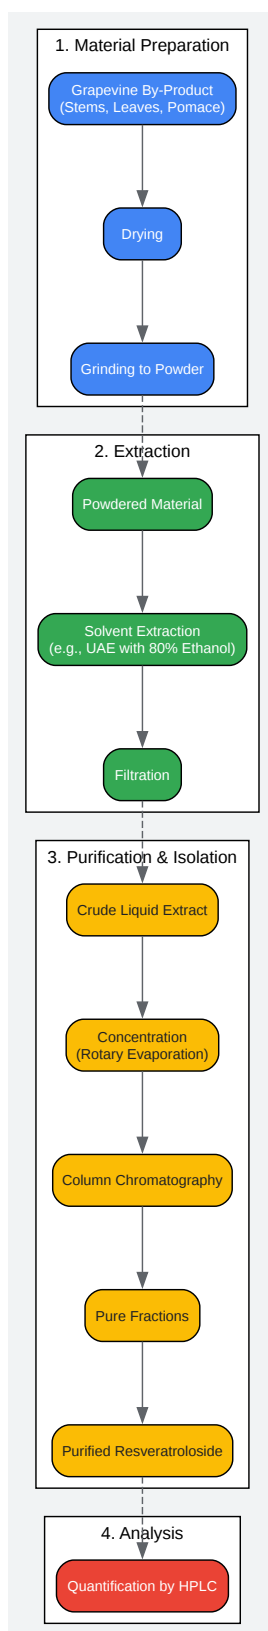 1. Material Preparation
Grapevine By-Product
(Stems, Leaves, Pomace)
Drying
Grinding to Powder
2. Extraction
Powdered Material
Solvent Extraction
(e.g., UAE with 80% Ethanol)
Filtration
3. Purification & Isolation
Crude Liquid Extract
Concentration
(Rotary Evaporation)
Column Chromatography
Pure Fractions
Purified Resveratroloside
4. Analysis
Quantification by HPLC